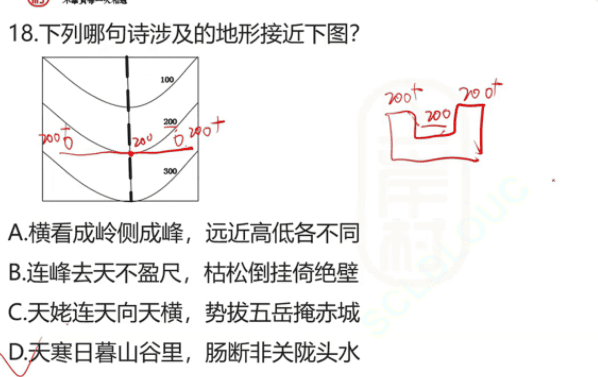 18.下列哪句诗涉及的地形接近下图?
100
200
300
200+
200
200+
200+
200
200+
A.横看成岭侧成峰，远近高低各不同
B.连峰去天不盈尺，枯松倒挂倚绝壁
C.天姥连天向天横，势拔五岳掩赤城
D.天寒日暮山谷里，肠断非关陇头水